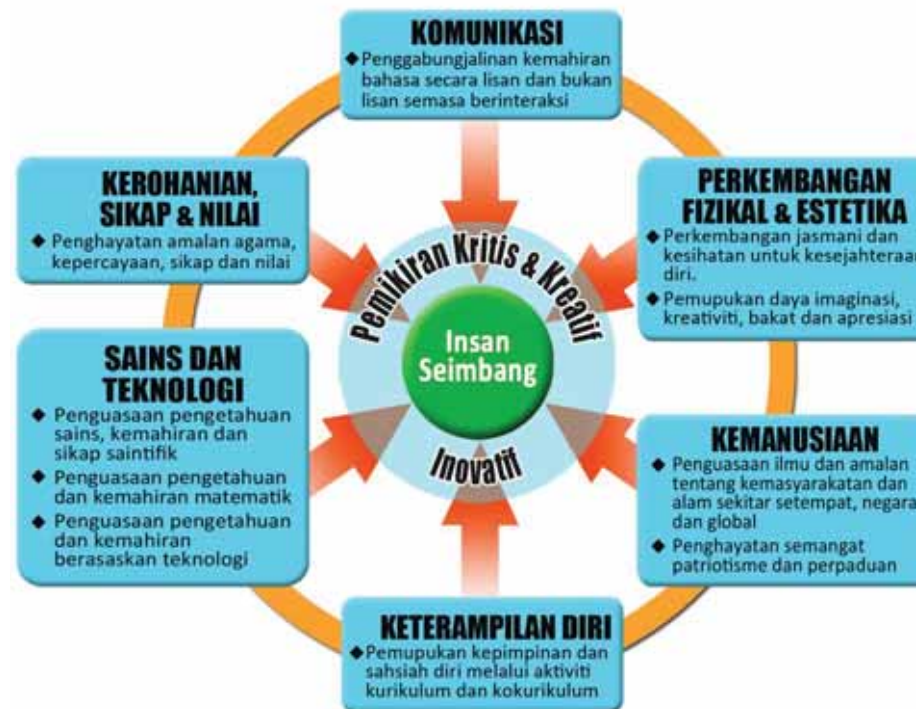 KOMUNIKASI
◆ Penggabungjalinan kemahiran
bahasa secara lisan dan bukan
lisan semasa berinteraksi
KEROHANIAN,
SIKAP & NILAI
◆ Penghayatan amalan agama,
kepercayaan, sikap dan nilai
PERKEMBANGAN
FIZIKAL & ESTETIKA
◆ Perkembangan jasmani dan
kesihatan untuk kesejahteraan
diri.
◆ Pemupukan daya imaginasi,
kreativiti, bakat dan apresiasi
Pemikiran Kritis & Kreatif
Insan
Seimbang
Inovatif
SAINS DAN
TEKNOLOGI
◆ Penguasaan pengetahuan
sains, kemahiran dan
sikap saintifik
◆ Penguasaan pengetahuan
dan kemahiran matematik
◆ Penguasaan pengetahuan
dan kemahiran
berasaskan teknologi
KEMANUSIAAN
◆ Penguasaan ilmu dan amalan
tentang kemasyarakatan dan
alam sekitar setempat, negara
dan global
◆ Penghayatan semangat
patriotisme dan perpaduan
KETERAMPILAN DIRI
◆ Pemupukan kepimpinan dan
sahsiah diri melalui aktiviti
kurikulum dan kokurikulum